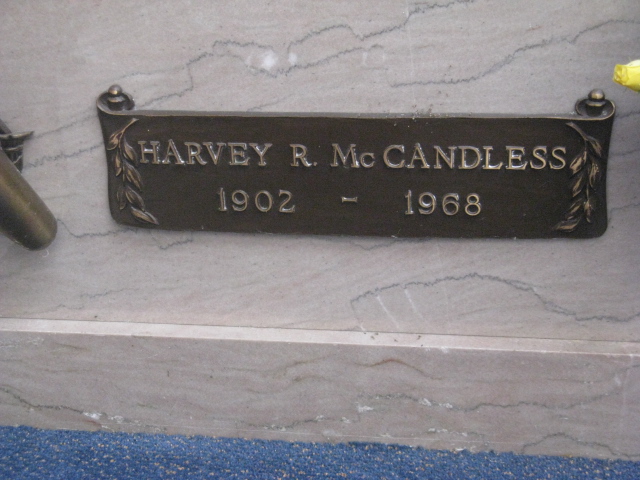 HARVEY R. McCANDLESS
1902 - 1968